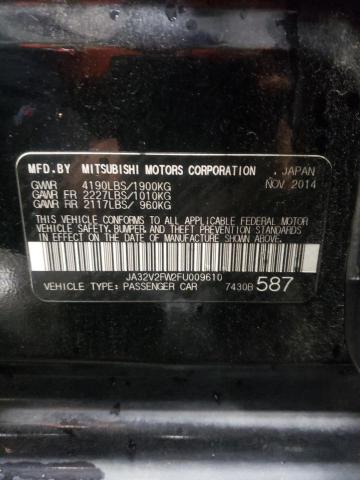 MFD.BY MITSUBISHI MOTORS CORPORATION , JAPAN
GVWR 4190LBS/1900KG NOV 2014
GAWR FR 2227LBS/1010KG
GAWR RR 2117LBS/ 960KG
THIS VEHICLE CONFORMS TO ALL APPLICABLE FEDERAL MOTOR
VEHICLE SAFETY,BUMPER,AND THEFT PREVENTION STANDARDS IN
EFFECT ON THE DATE OF MANUFACTURE SHOWN ABOVE.
JA32V2FW2FU009610
VEHICLE TYPE: PASSENGER CAR 7430B 587